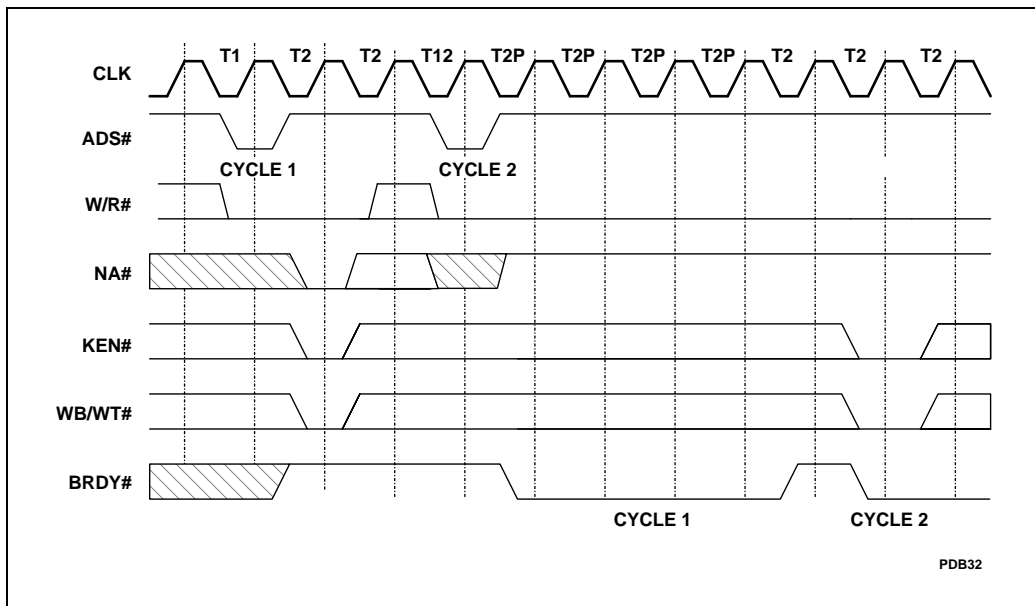 T1 T2 T2 T12 T2P T2P T2P T2P T2 T2 T2
CLK
ADS#
CYCLE 1 CYCLE 2
W/R#
NA#
KEN#
WB/WT#
BRDY#
CYCLE 1 CYCLE 2
PDB32